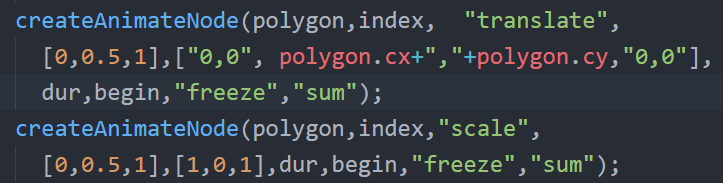 createAnimateNode(polygon,index,  "translate",
[0,0.5,1],["0,0", polygon.cx+","+polygon.cy,"0,0"],
dur,begin,"freeze","sum");
createAnimateNode(polygon,index,"scale",
[0,0.5,1],[1,0,1],dur,begin,"freeze","sum");